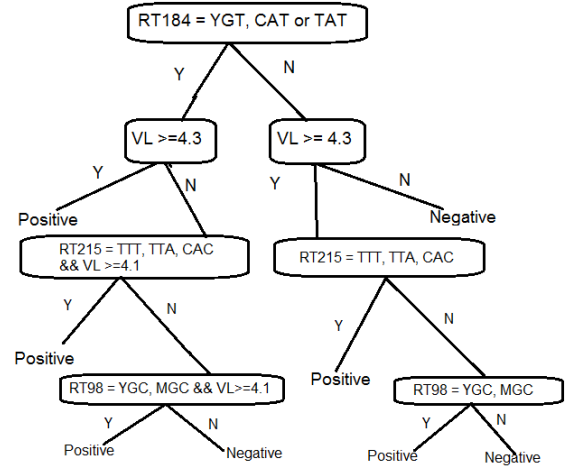 RT184 = YGT, CAT or TAT
Y
N
VL >=4.3
VL >= 4.3
Y
N
Y
N
Positive
Negative
RT215 = TTT, TTA, CAC
&& VL >=4.1
RT215 = TTT, TTA, CAC
Y
N
Y
N
Positive
Positive
RT98 = YGC, MGC && VL>=4.1
RT98 = YGC, MGC
Y
N
Y
N
Positive
Negative
Positive
Negative